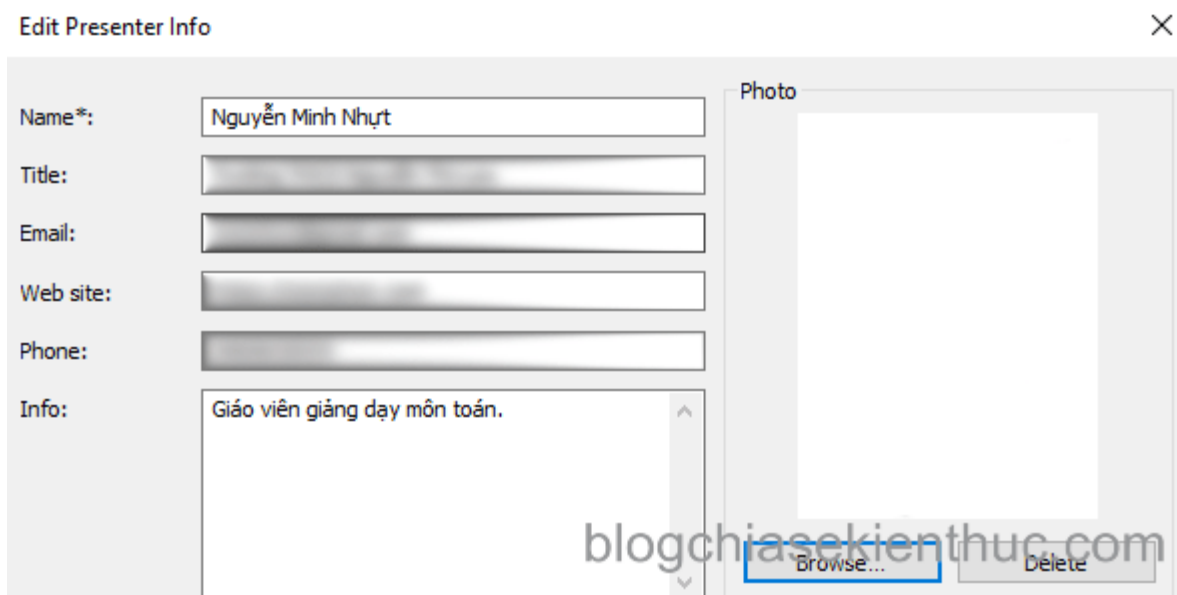 Edit Presenter Info
Name*:
Nguyễn Minh Nhựt
Title:
Email:
Web site:
Phone:
Info:
Giáo viên giảng dạy môn toán.
Photo
blogchiasekienthuc.com
Browse...
Delete